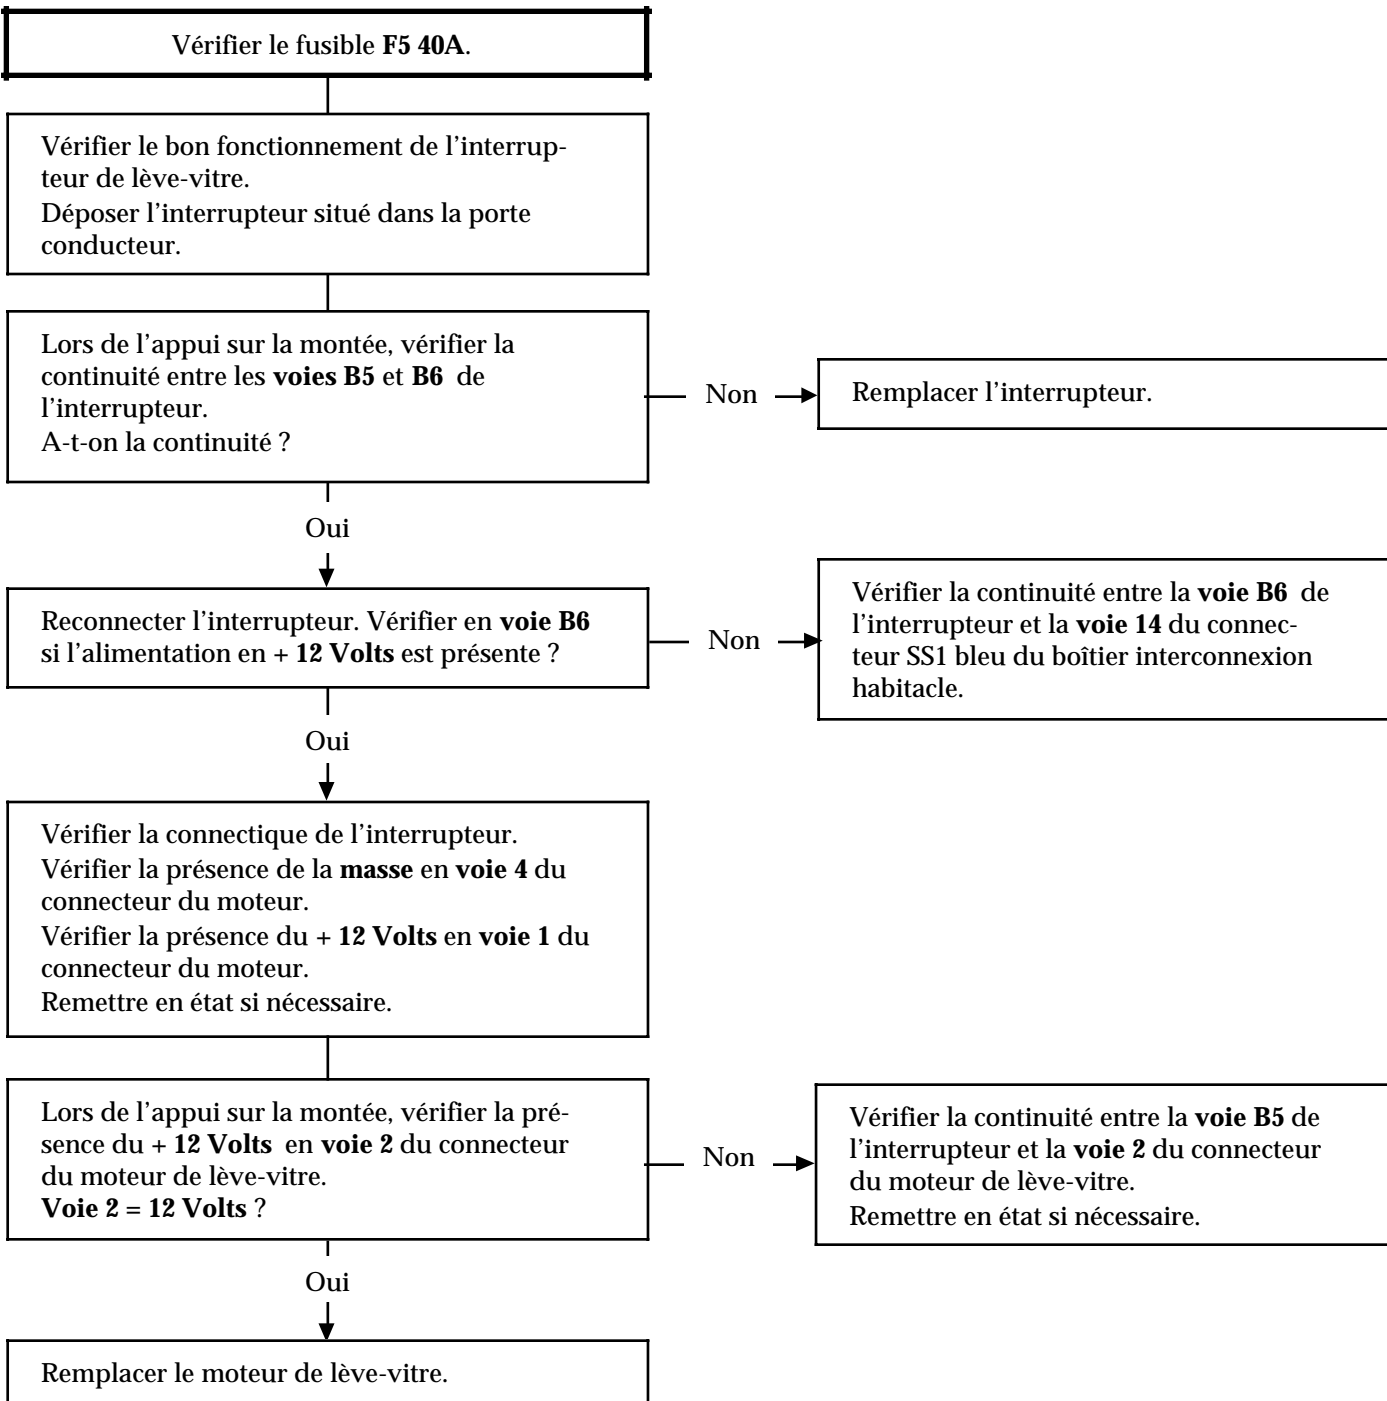 Vérifier le fusible F5 40A.
Vérifier le bon fonctionnement de l’interrup-
teur de lève-vitre.
Déposer l’interrupteur situé dans la porte
conducteur.
Lors de l’appui sur la montée, vérifier la
continuité entre les voies B5 et B6 de
l’interrupteur.
A-t-on la continuité ?
Non
Remplacer l’interrupteur.
Oui
Reconnecter l’interrupteur. Vérifier en voie B6
si l’alimentation en + 12 Volts est présente ?
Non
Vérifier la continuité entre la voie B6 de
l’interrupteur et la voie 14 du connec-
teur SS1 bleu du boîtier interconnexion
habitacle.
Oui
Vérifier la connectique de l’interrupteur.
Vérifier la présence de la masse en voie 4 du
connecteur du moteur.
Vérifier la présence du + 12 Volts en voie 1 du
connecteur du moteur.
Remettre en état si nécessaire.
Lors de l’appui sur la montée, vérifier la pré-
sence du + 12 Volts en voie 2 du connecteur
du moteur de lève-vitre.
Voie 2 = 12 Volts ?
Non
Vérifier la continuité entre la voie B5 de
l’interrupteur et la voie 2 du connecteur
du moteur de lève-vitre.
Remettre en état si nécessaire.
Oui
Remplacer le moteur de lève-vitre.